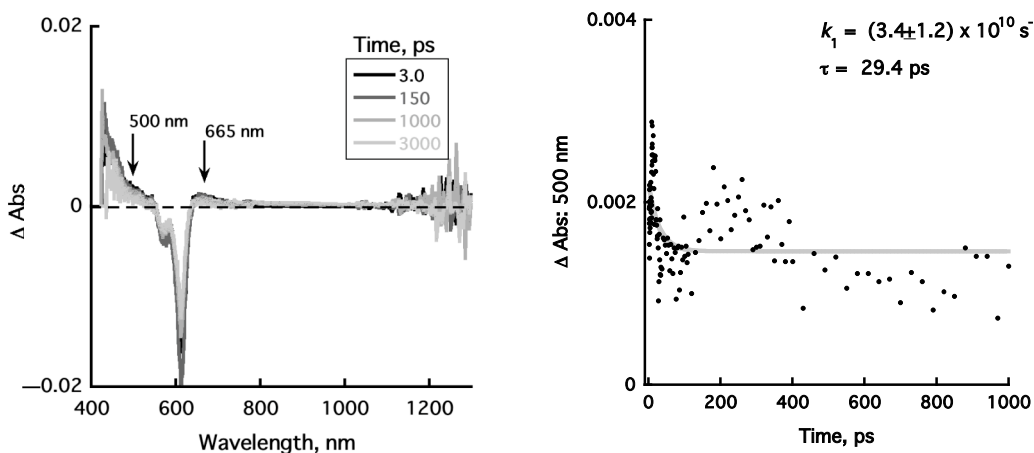 0.02
0
—0.02
Δ Abs
400
600
800
1000
1200
Wavelength, nm
500 nm
665 nm
Time, ps
3.0
150
1000
3000
0.004
0.002
0
Δ Abs: 500 nm
0
200
400
600
800
1000
Time, ps
k₁ = (3.4±1.2) x 10¹⁰ s⁻
τ = 29.4 ps